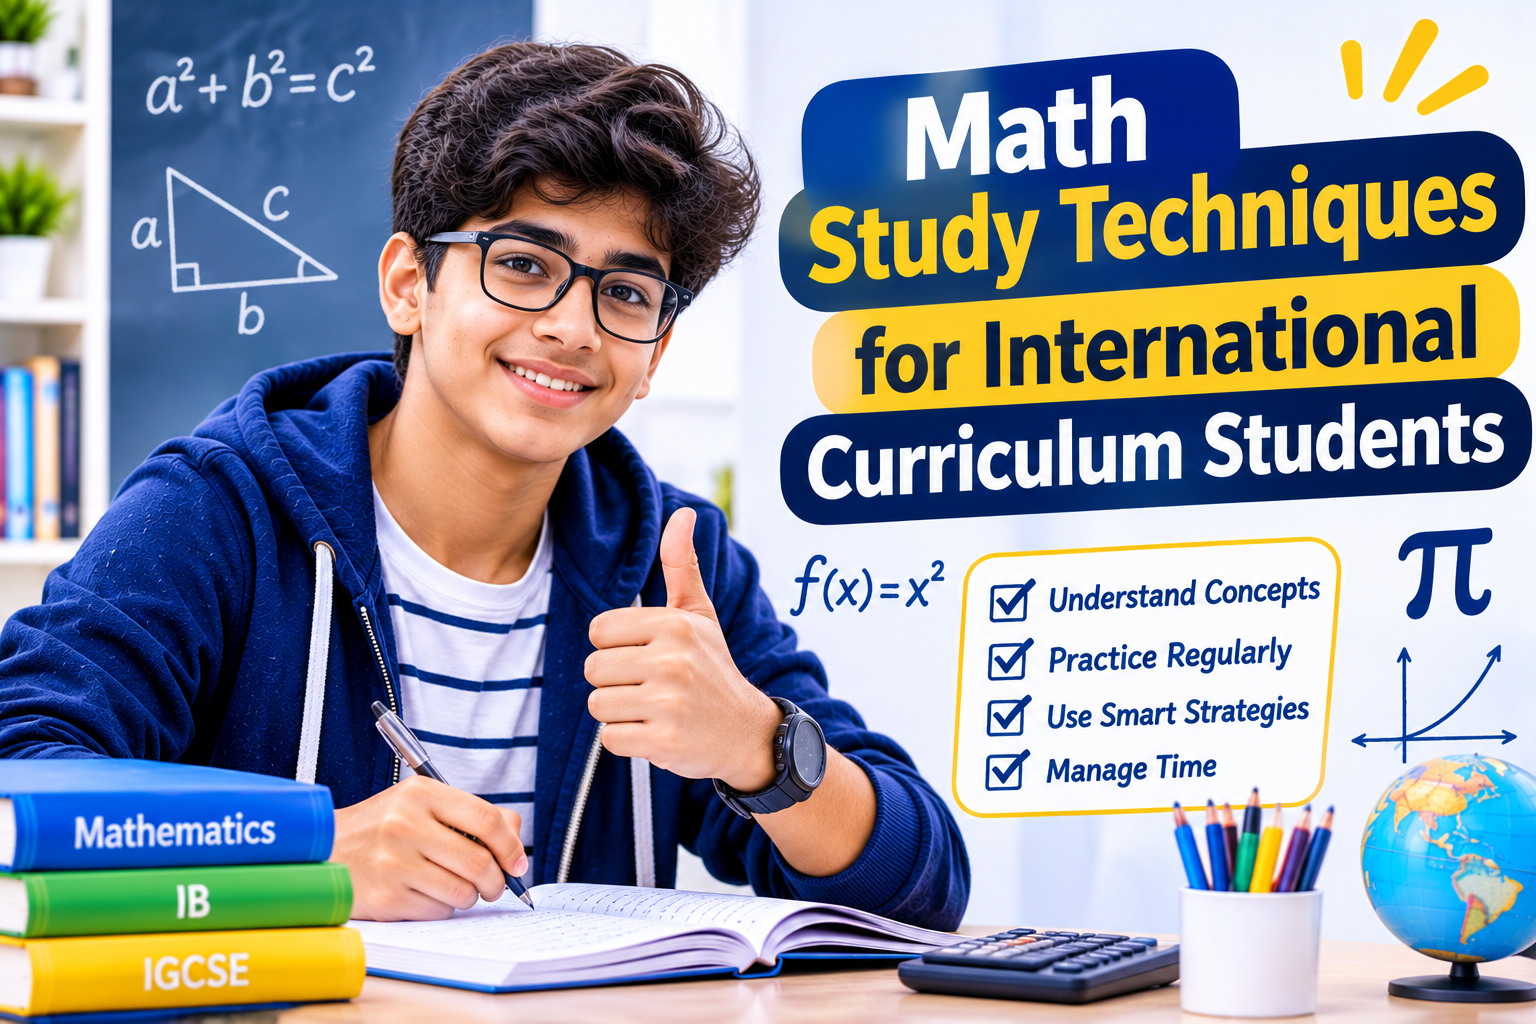 a² + b² = c²
a
c
b
Math
Study Techniques
for International
Curriculum Students
f(x) = x²
π
Understand Concepts
Practice Regularly
Use Smart Strategies
Manage Time
Mathematics
IB
IGCSE